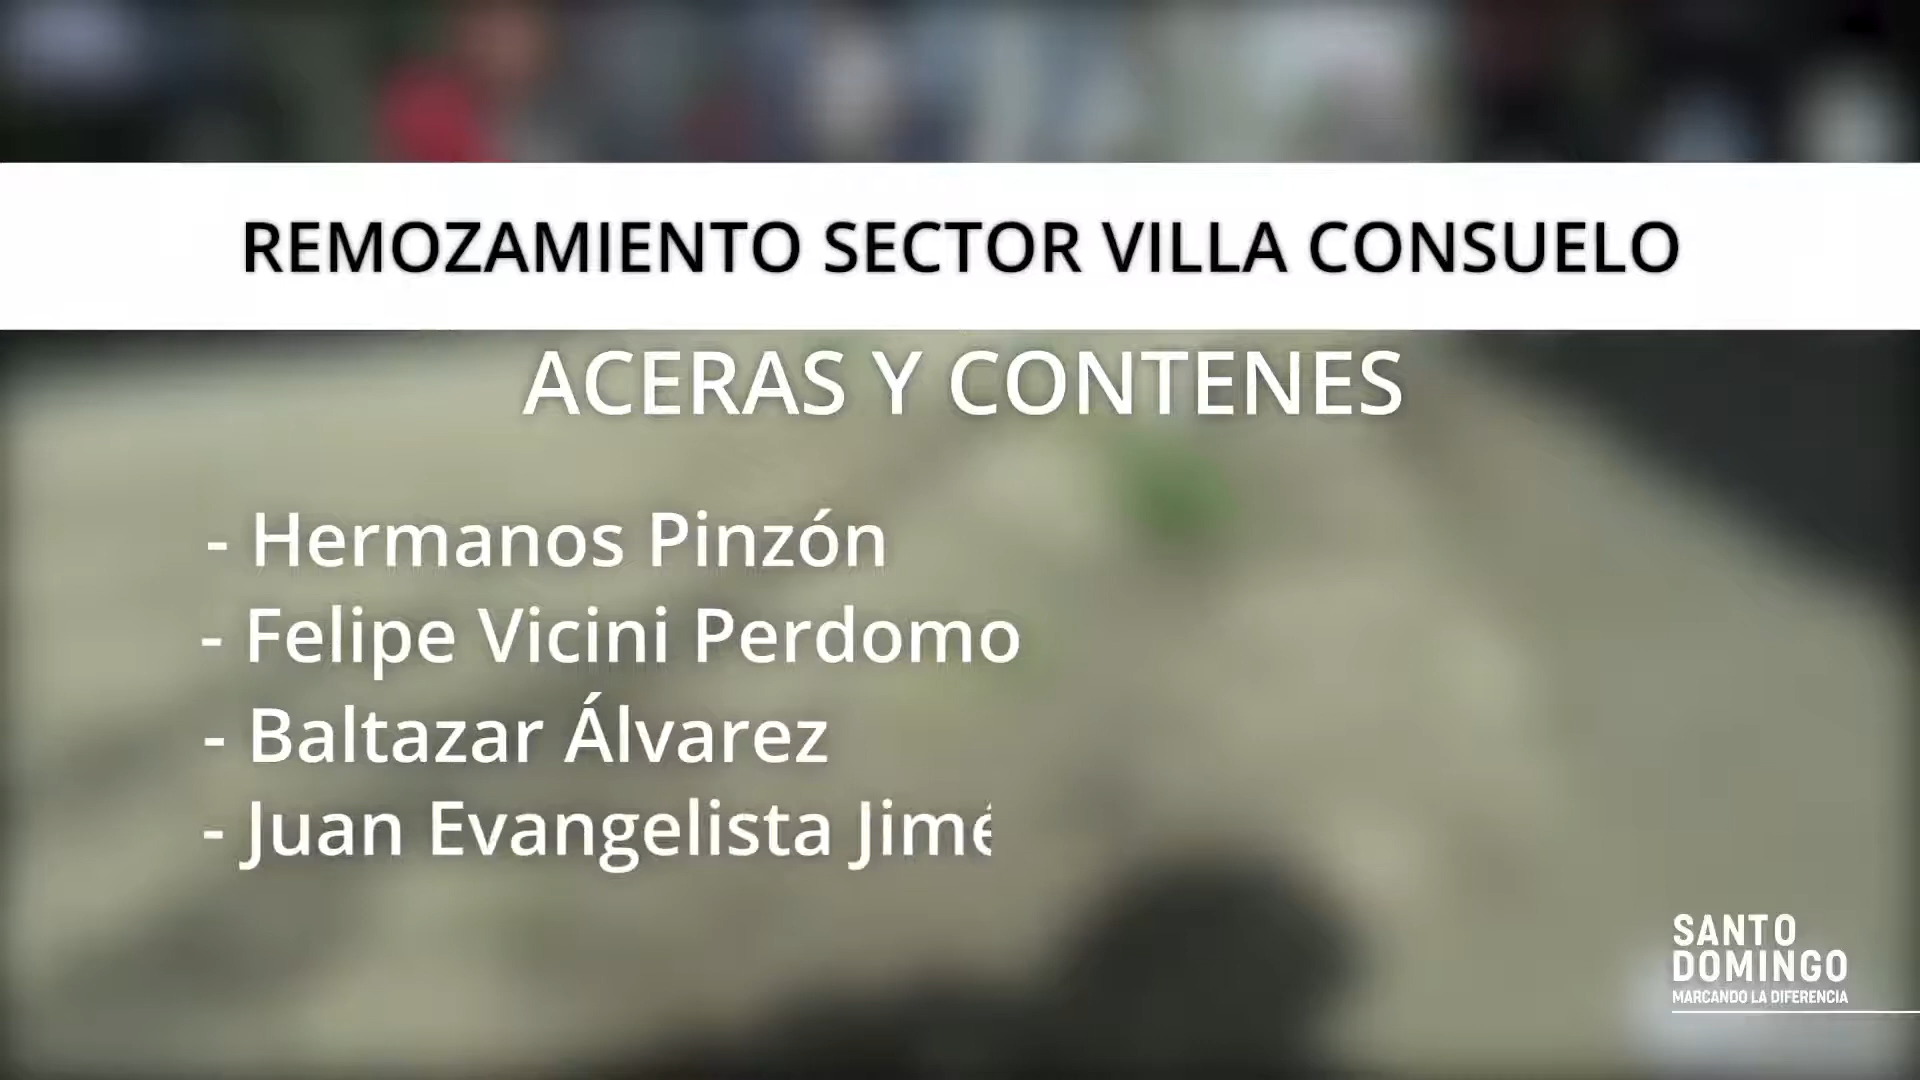 REMOZAMIENTO SECTOR VILLA CONSUELO
ACERAS Y CONTENES
- Hermanos Pinzón
- Felipe Vicini Perdomo
- Baltazar Álvarez
- Juan Evangelista Jimé
SANTO
DOMINGO
MARCANDO LA DIFERENCIA